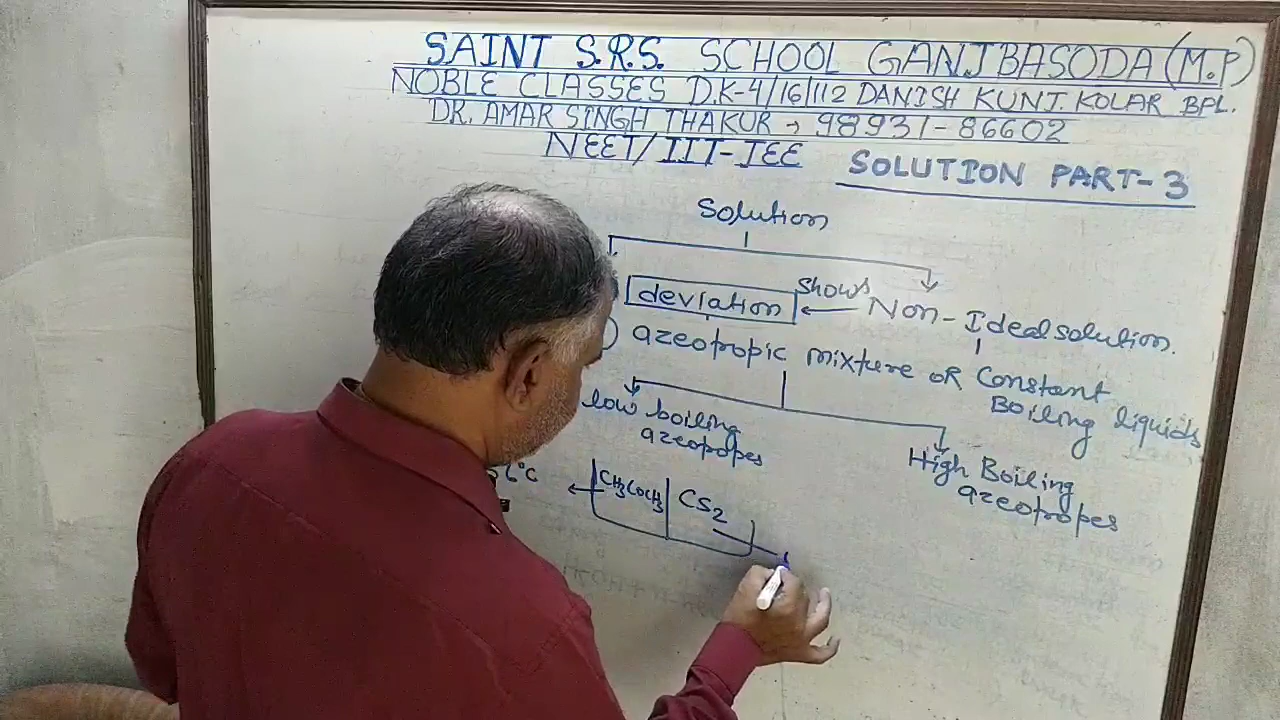 SAINT S.R.S. SCHOOL GANJBASODA (M.P)
NOBLE CLASSES D.K-4/16/112 DANISH KUNJ. KOLAR BPL.
DR. AMAR SINGH THAKUR → 98931-86602
NEET/IIT-JEE SOLUTION PART-3
Solution
deviation Shows Non-Ideal solution.
azeotropic mixture OR Constant
Boiling liquids
low boiling
azeotropes
High Boiling
azeotropes
56°C CH3COCH3 CS2